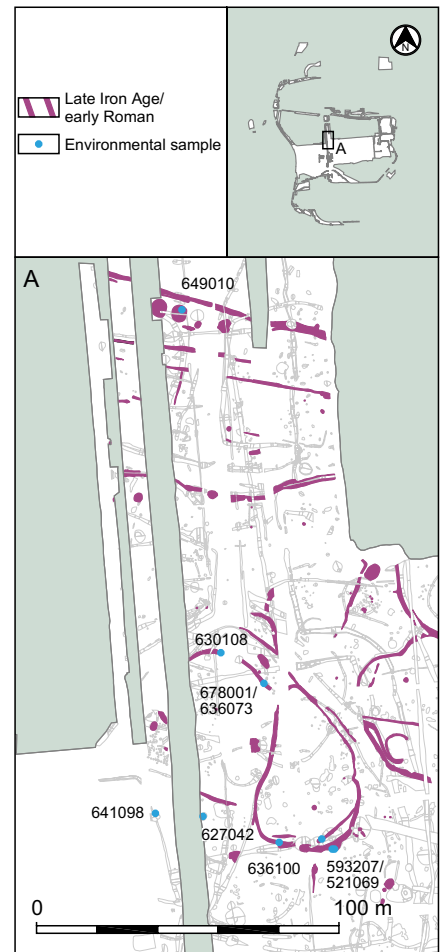 Late Iron Age/
early Roman
Environmental sample
N
A
A
649010
630108
678001/
636073
641098
627042
636100
593207/
521069
0
100 m